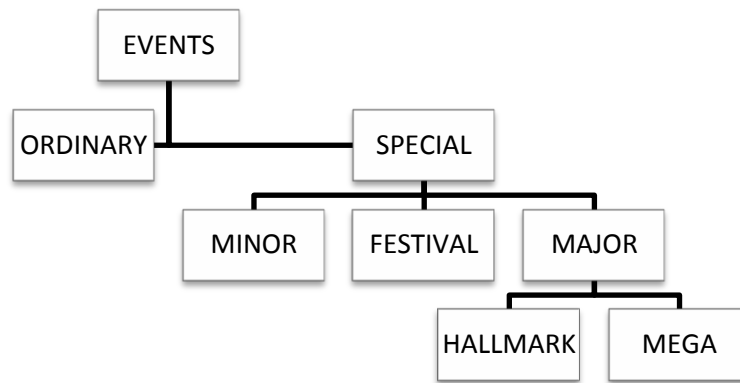 EVENTS
ORDINARY
SPECIAL
MINOR
FESTIVAL
MAJOR
HALLMARK
MEGA